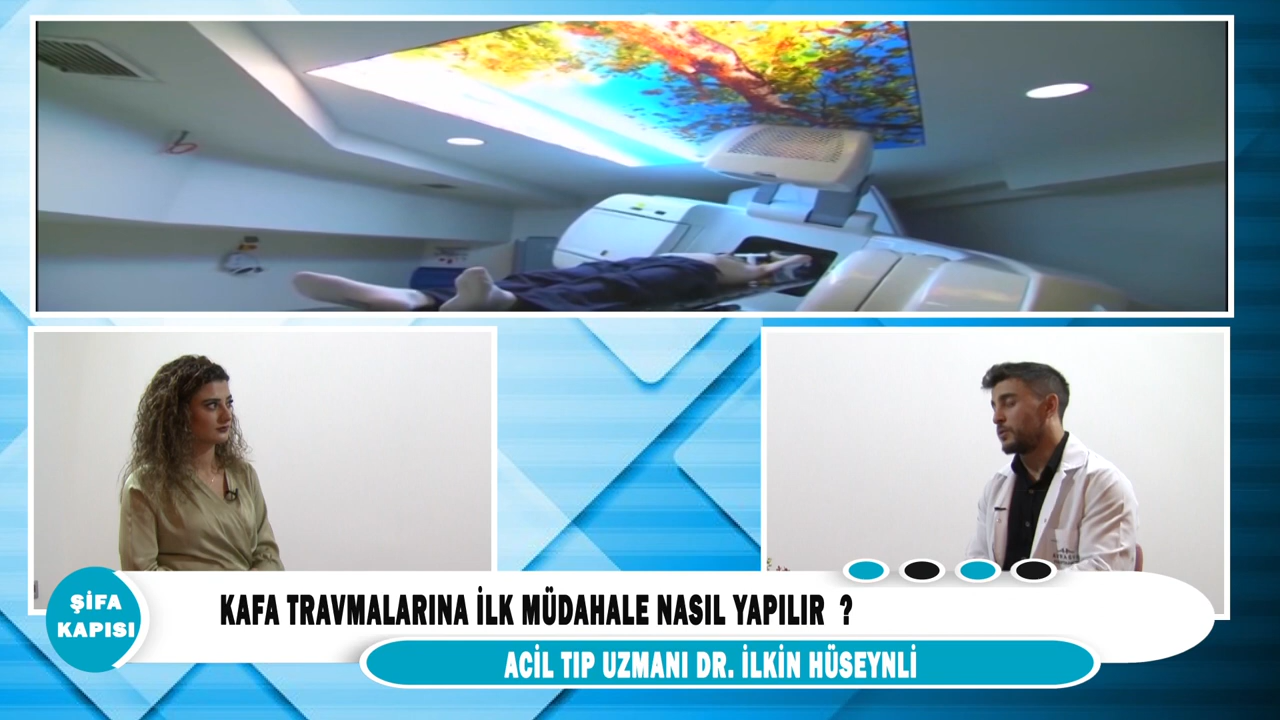 ŞİFA
KAPISI
KAFA TRAVMALARINA İLK MÜDAHALE NASIL YAPILIR ?
ACİL TIP UZMANI DR. İLKİN HÜSEYNLİ